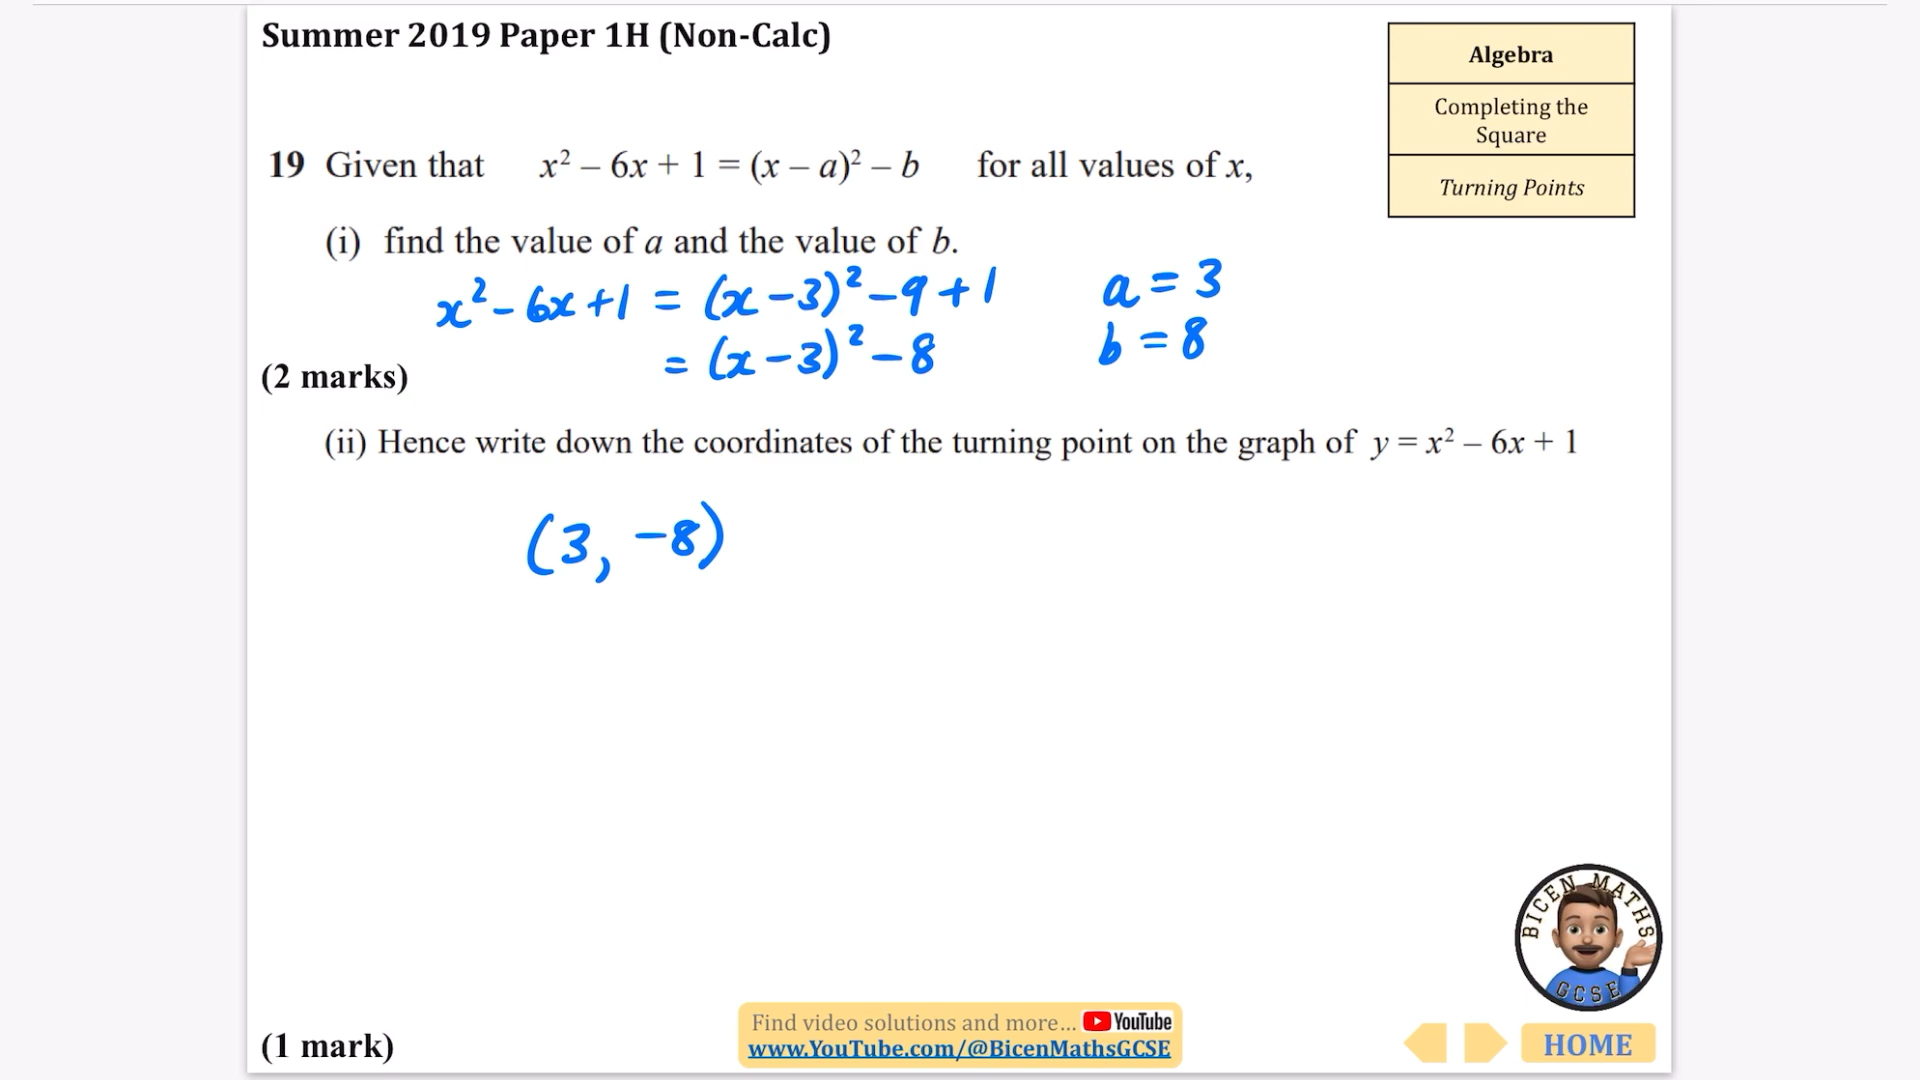 Summer 2019 Paper 1H (Non-Calc)
Algebra
Completing the
Square
Turning Points
19 Given that x² – 6x + 1 = (x – a)² – b for all values of x,
(i) find the value of a and the value of b.
x² – 6x + 1 = (x – 3)² – 9 + 1
= (x – 3)² – 8
a = 3
b = 8
(2 marks)
(ii) Hence write down the coordinates of the turning point on the graph of y = x² – 6x + 1
(3, –8)
BICEN MATHS
GCSE
(1 mark)
Find video solutions and more... YouTube
www.YouTube.com/@BicenMathsGCSE
HOME